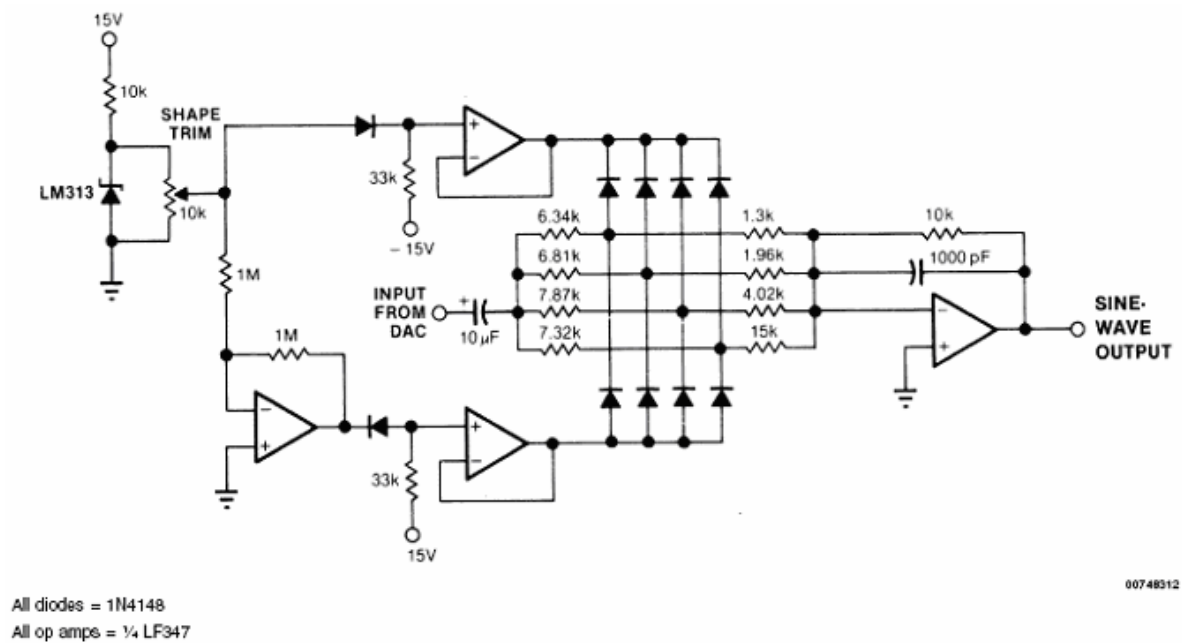 15V
10k
SHAPE
TRIM
LM313
10k
1M
1M
33k
- 15V
33k
15V
+
−
−
+
+
−
INPUT
FROM
DAC
+
10 µF
6.34k
6.81k
7.87k
7.32k
1.3k
1.96k
4.02k
15k
10k
1000 pF
−
+
SINE-
WAVE
OUTPUT
00748312
All diodes = 1N4148
All op amps = ¼ LF347